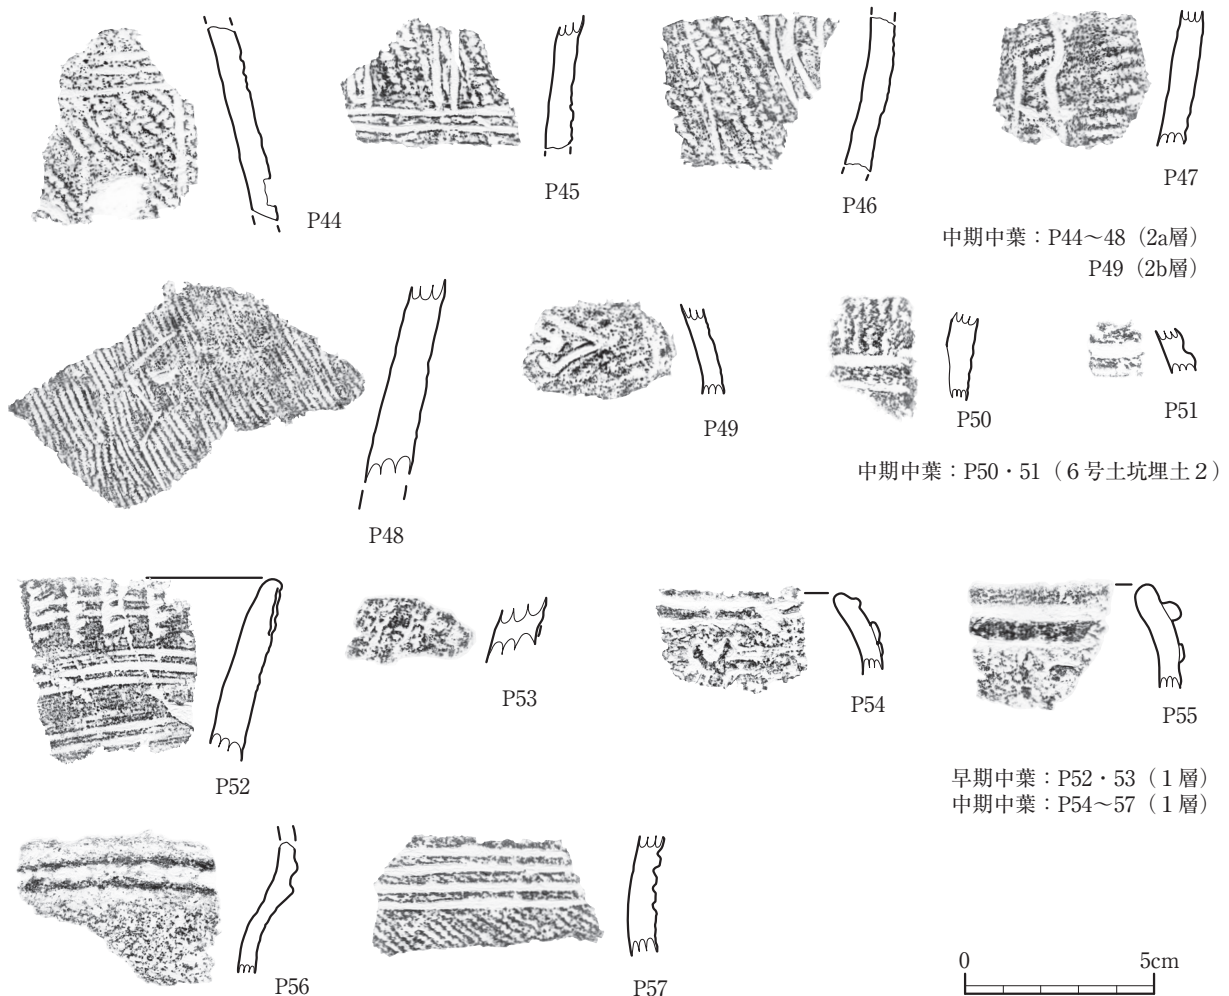 P44
P45
P46
P47
中期中葉：P44〜48（2a層）
P49（2b層）
P48
P49
P50
P51
中期中葉：P50・51（６号土坑埋土２）
P52
P53
P54
P55
早期中葉：P52・53（１層）
中期中葉：P54〜57（１層）
P56
P57
0 5cm